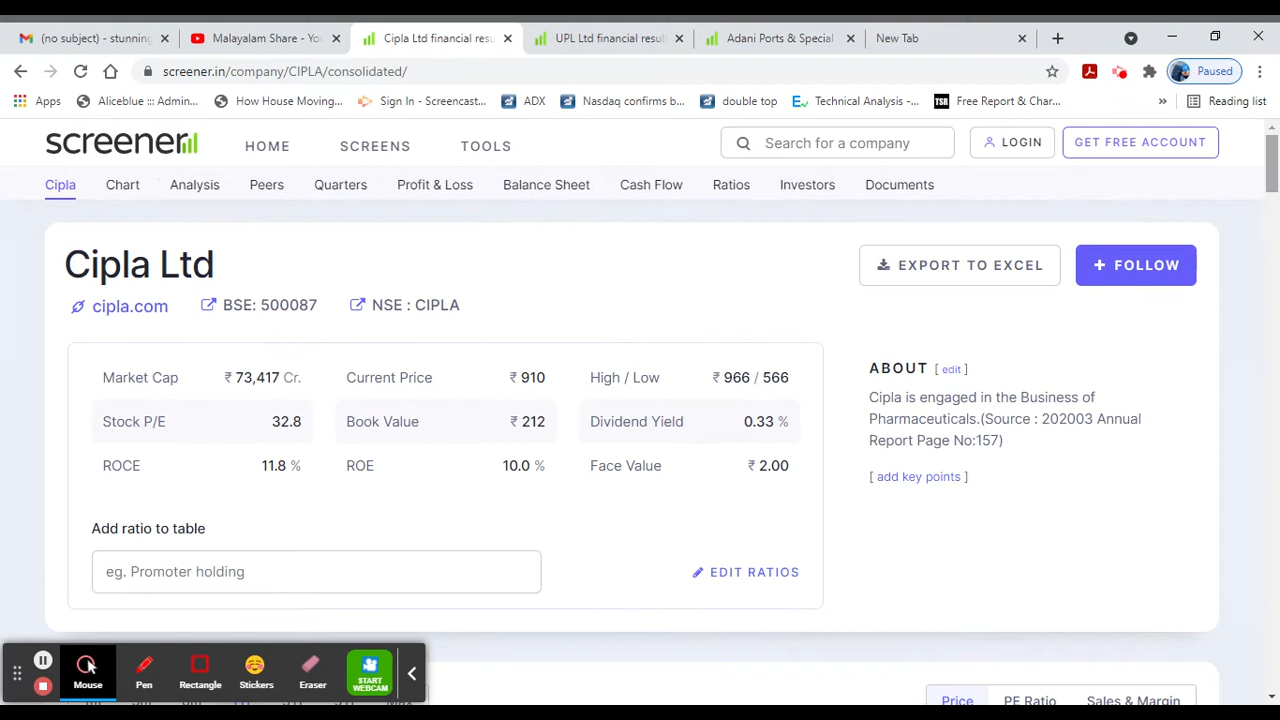 (no subject) - stunning
Malayalam Share - Yo
Cipla Ltd financial resu
UPL Ltd financial result
Adani Ports & Special
New Tab
screener.in/company/CIPLA/consolidated/
Paused
Apps
Aliceblue ::: Admin...
How House Moving...
Sign In - Screencast...
ADX
Nasdaq confirms b...
double top
Technical Analysis -...
TSR
Free Report & Char...
»
Reading list
screener
HOME
SCREENS
TOOLS
Search for a company
LOGIN
GET FREE ACCOUNT
Cipla
Chart
Analysis
Peers
Quarters
Profit & Loss
Balance Sheet
Cash Flow
Ratios
Investors
Documents
Cipla Ltd
EXPORT TO EXCEL
+ FOLLOW
cipla.com
BSE: 500087
NSE : CIPLA
Market Cap ₹ 73,417 Cr.
Current Price ₹ 910
High / Low ₹ 966 / 566
Stock P/E 32.8
Book Value ₹ 212
Dividend Yield 0.33 %
ROCE 11.8 %
ROE 10.0 %
Face Value ₹ 2.00
ABOUT [ edit ]
Cipla is engaged in the Business of
Pharmaceuticals.(Source : 202003 Annual
Report Page No:157)
[ add key points ]
Add ratio to table
eg. Promoter holding
EDIT RATIOS
Mouse
Pen
Rectangle
Stickers
Eraser
START
WEBCAM
Price
PE Ratio
Sales & Margin